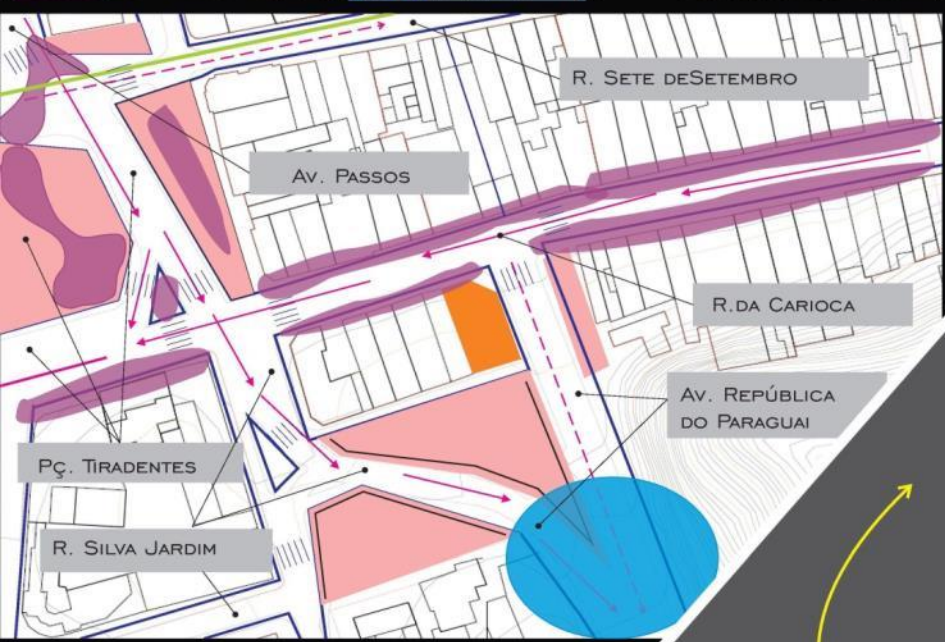 R. SETE DESETEMBRO
AV. PASSOS
R.DA CARIOCA
AV. REPÚBLICA
DO PARAGUAI
PÇ. TIRADENTES
R. SILVA JARDIM